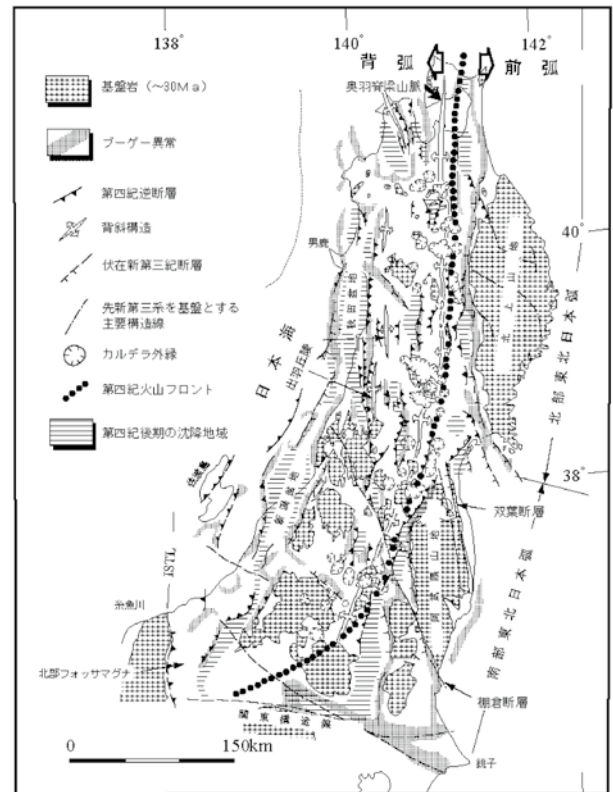 138°
140°
142°
背 弧
前 弧
奥羽脊梁山脈
基盤岩（～30Ma）
ブーゲー異常
第四紀逆断層
背斜構造
伏在新第三紀断層
先新第三系を基盤とする
主要構造線
カルデラ外縁
第四紀火山フロント
第四紀後期の沈降地域
40°
男鹿
秋田盆地
北上山地
日本海
出羽丘陵
北部東北日本弧
38°
佐渡島
新潟盆地
双葉断層
阿武隈山地
南部東北日本弧
ISTL
糸魚川
北部フォッサマグナ
棚倉断層
関東構造線
銚子
0
150km